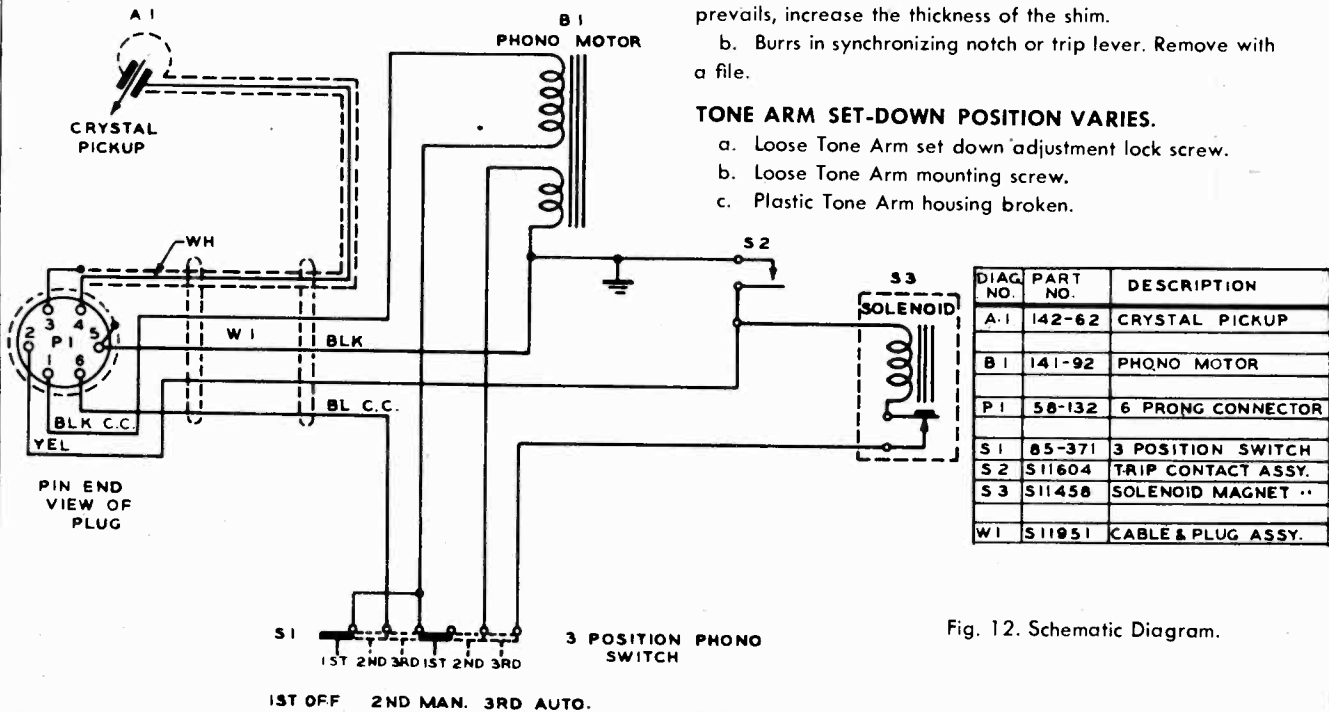 prevails, increase the thickness of the shim.
b. Burrs in synchronizing notch or trip lever. Remove with
a file.
TONE ARM SET-DOWN POSITION VARIES.
a. Loose Tone Arm set down adjustment lock screw.
b. Loose Tone Arm mounting screw.
c. Plastic Tone Arm housing broken.
A 1
CRYSTAL
PICKUP
B 1
PHONO MOTOR
WH
3 4
2 P 1 5
1 6
W 1
BLK
BL C.C.
BLK C.C.
YEL
PIN END
VIEW OF
PLUG
S 2
S 3
SOLENOID
DIAG. NO. PART NO. DESCRIPTION
A 1 142-62 CRYSTAL PICKUP
B 1 141-92 PHONO MOTOR
P 1 58-132 6 PRONG CONNECTOR
S 1 85-371 3 POSITION SWITCH
S 2 S11604 TRIP CONTACT ASSY.
S 3 S11458 SOLENOID MAGNET ''
W 1 S11951 CABLE & PLUG ASSY.
S 1
1ST 2ND 3RD 1ST 2ND 3RD
3 POSITION PHONO
SWITCH
1ST OFF 2ND MAN. 3RD AUTO.
Fig. 12. Schematic Diagram.